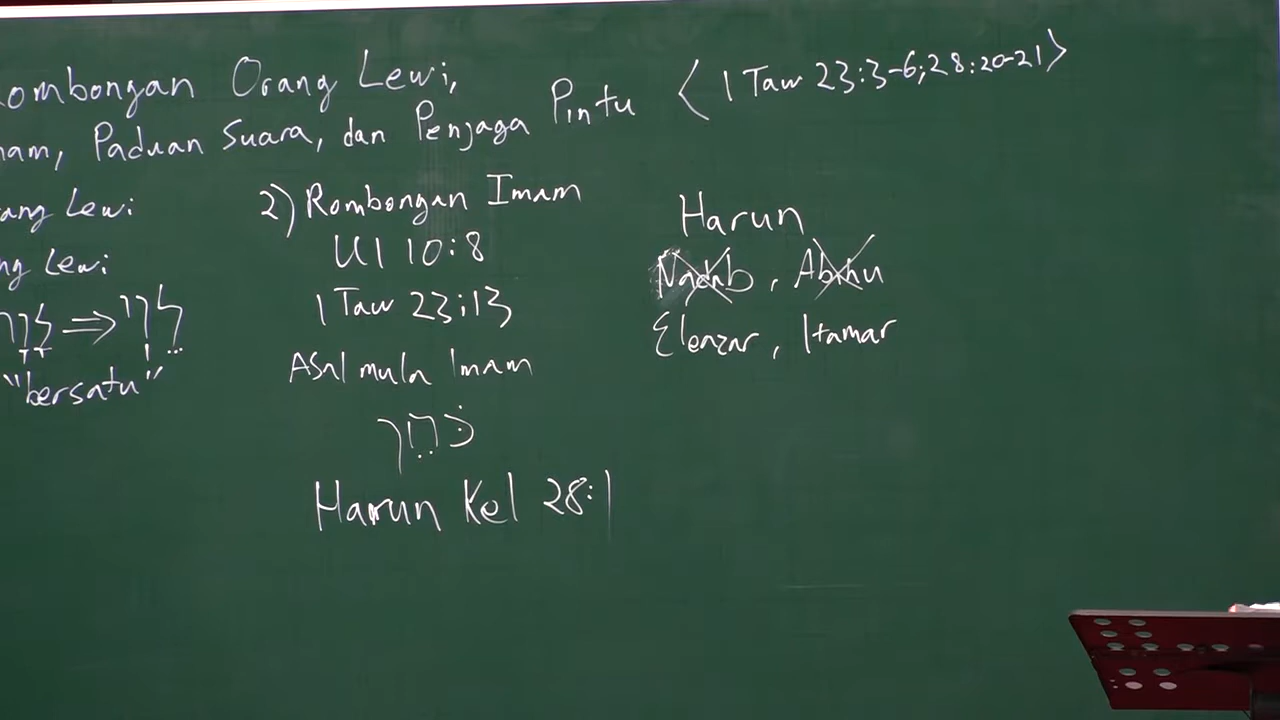 ombongan Orang Lewi, <1 Taw 23:3-6; 28:20-21>
am, Paduan Suara, dan Penjaga Pintu
ang Lewi
ng Lewi
⇒
"bersatu"
2) Rombongan Imam
Ul 10:8
1 Taw 23:13
Asal mula Imam
Harun Kel 28:1
Harun
Nadab, Abihu
Eleazar, Itamar